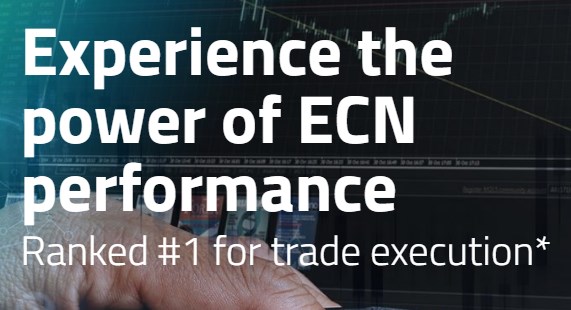 Experience the
power of ECN
performance
Ranked #1 for trade execution*